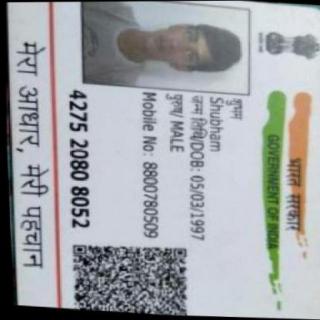 भारत सरकार
GOVERNMENT OF INDIA
शुभम
Shubham
जन्म तिथि/DOB: 05/03/1997
पुरुष/ MALE
Mobile No: 8800780509
4275 2080 8052
मेरा आधार, मेरी पहचान